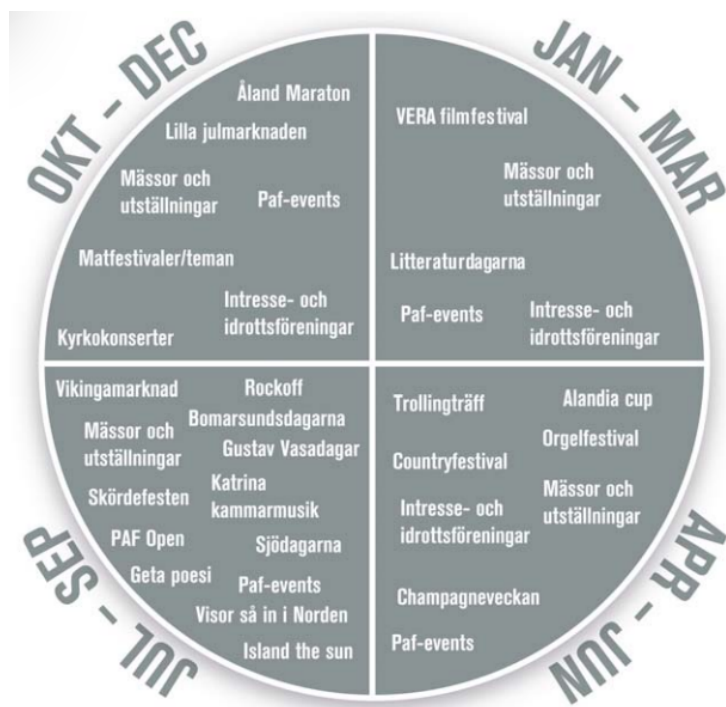 OKT – DEC
Åland Maraton
Lilla julmarknaden
Mässor och
utställningar
Paf-events
Matfestivaler/teman
Intresse- och
idrottsföreningar
Kyrkokonserter
JAN – MAR
VERA filmfestival
Mässor och
utställningar
Litteraturdagarna
Paf-events
Intresse- och
idrottsföreningar
JUL – SEP
Vikingamarknad
Rockoff
Bomarsundsdagarna
Mässor och
utställningar
Gustav Vasadagar
Skördefesten
Katrina
kammarmusik
PAF Open
Sjödagarna
Geta poesi
Paf-events
Visor så in i Norden
Island the sun
APR – JUN
Trollingträff
Alandia cup
Orgelfestival
Countryfestival
Mässor och
utställningar
Intresse- och
idrottsföreningar
Champagneveckan
Paf-events